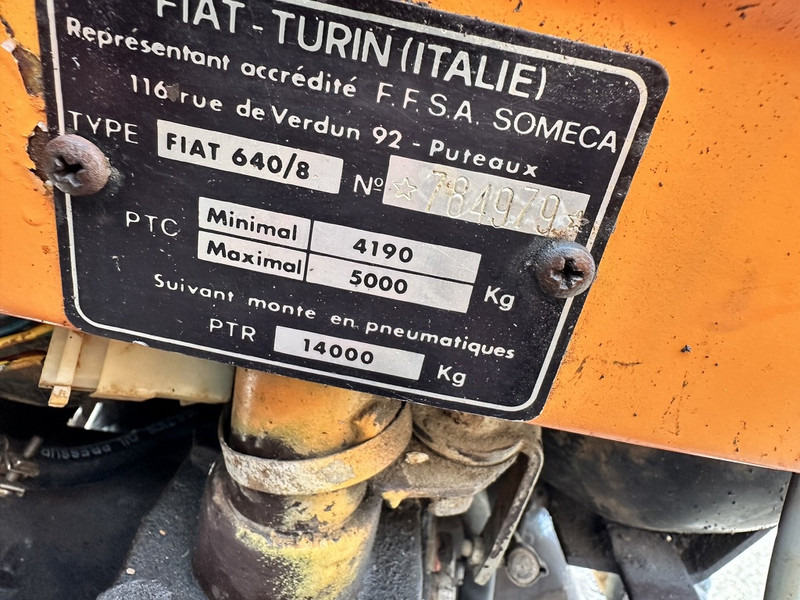 FIAT - TURIN (ITALIE)
Représentant accrédité F.F.S.A. SOMECA
116, rue de Verdun 92 - Puteaux
TYPE FIAT 640/8 Nº ☆ 784979 ☆
PTC Minimal 4190
Maximal 5000 Kg
Suivant monte en pneumatiques
PTR 14000 Kg